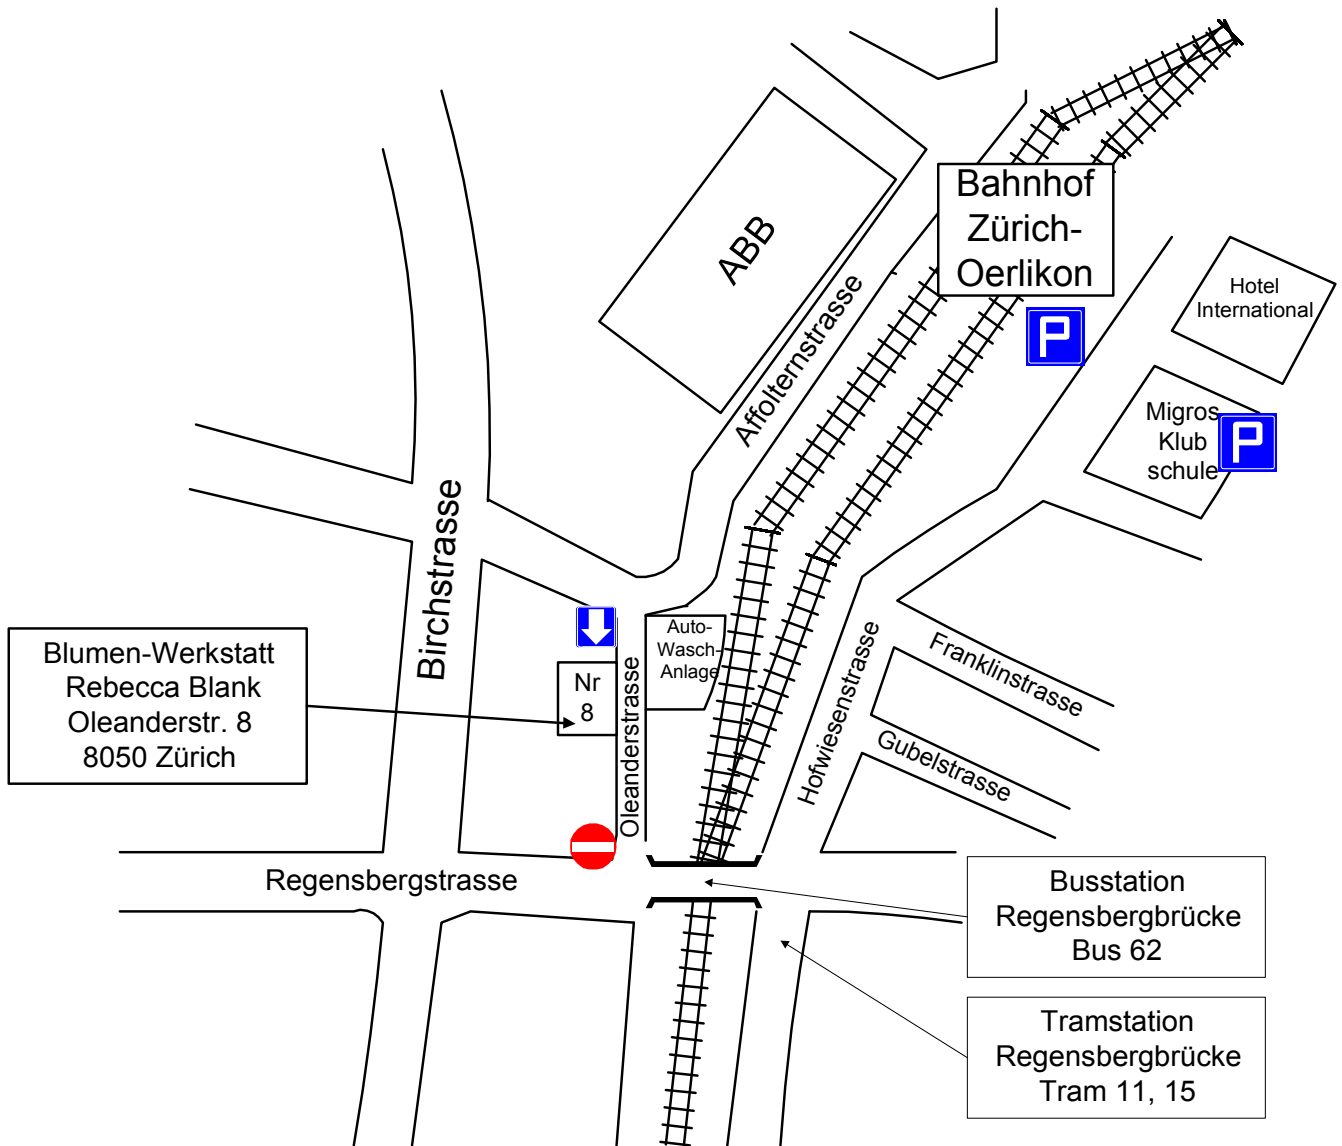 Bahnhof
Zürich-
Oerlikon
ABB
Hotel
International
Affolternstrasse
P
Migros
Klub
schule
P
Birchstrasse
Auto-
Wasch-
Anlage
Blumen-Werkstatt
Rebecca Blank
Oleanderstr. 8
8050 Zürich
Nr
8
Oleanderstrasse
Hofwiesenstrasse
Franklinstrasse
Gubelstrasse
Regensbergstrasse
Busstation
Regensbergbrücke
Bus 62
Tramstation
Regensbergbrücke
Tram 11, 15